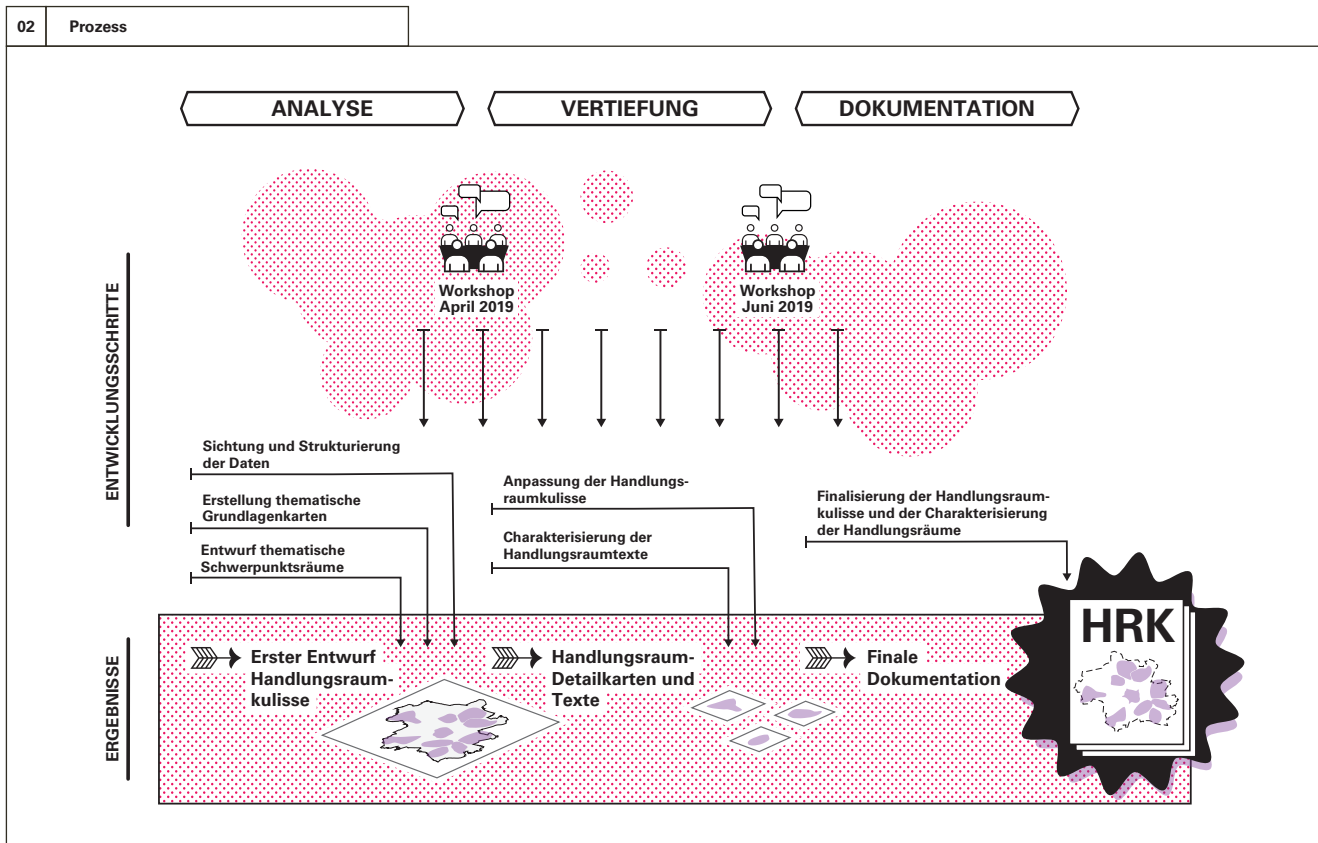 02 Prozess
ANALYSE
VERTIEFUNG
DOKUMENTATION
ENTWICKLUNGSSCHRITTE
Workshop
April 2019
Workshop
Juni 2019
Sichtung und Strukturierung
der Daten
Erstellung thematische
Grundlagenkarten
Entwurf thematische
Schwerpunktsräume
Anpassung der Handlungs-
raumkulisse
Charakterisierung der
Handlungsraumtexte
Finalisierung der Handlungsraum-
kulisse und der Charakterisierung
der Handlungsräume
ERGEBNISSE
Erster Entwurf
Handlungsraum-
kulisse
Handlungsraum-
Detailkarten und
Texte
Finale
Dokumentation
HRK